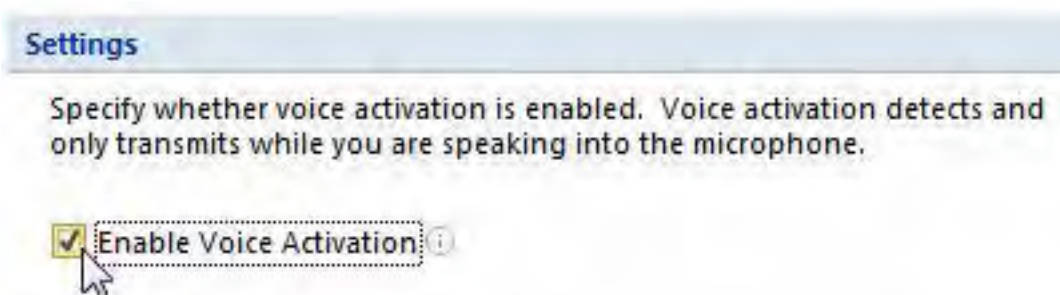 Settings
Specify whether voice activation is enabled.  Voice activation detects and
only transmits while you are speaking into the microphone.
Enable Voice Activation